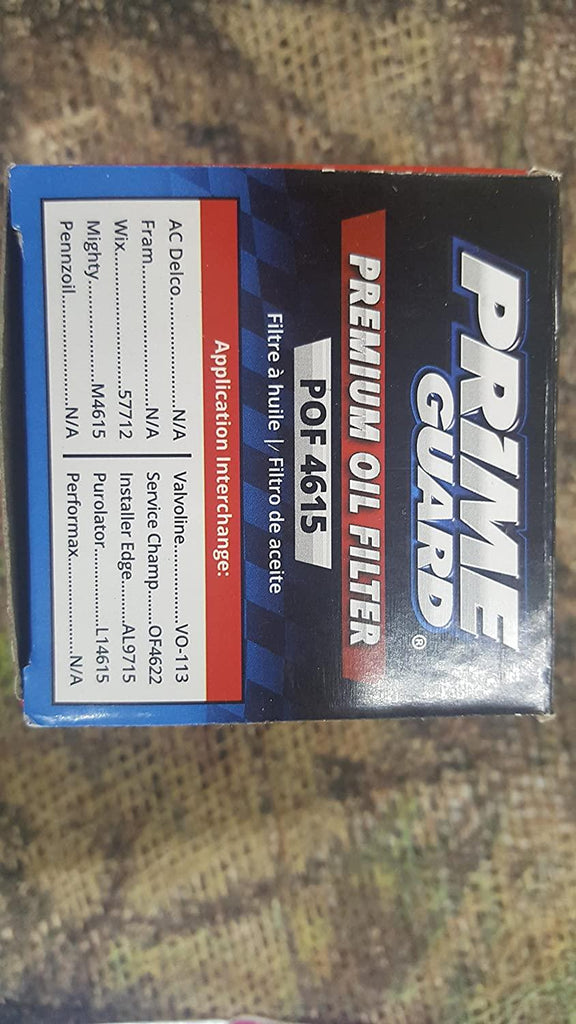 PRIME
GUARD®
PREMIUM OIL FILTER
POF 4615
Filtre à huile / Filtro de aceite
Application Interchange:
AC Delco....................N/A
Fram..........................N/A
Wix.......................57712
Mighty................M4615
Pennzoil....................N/A
Valvoline..............VO-113
Service Champ.....OF4622
Installer Edge.......AL9715
Purolator.............L14615
Performax.................N/A